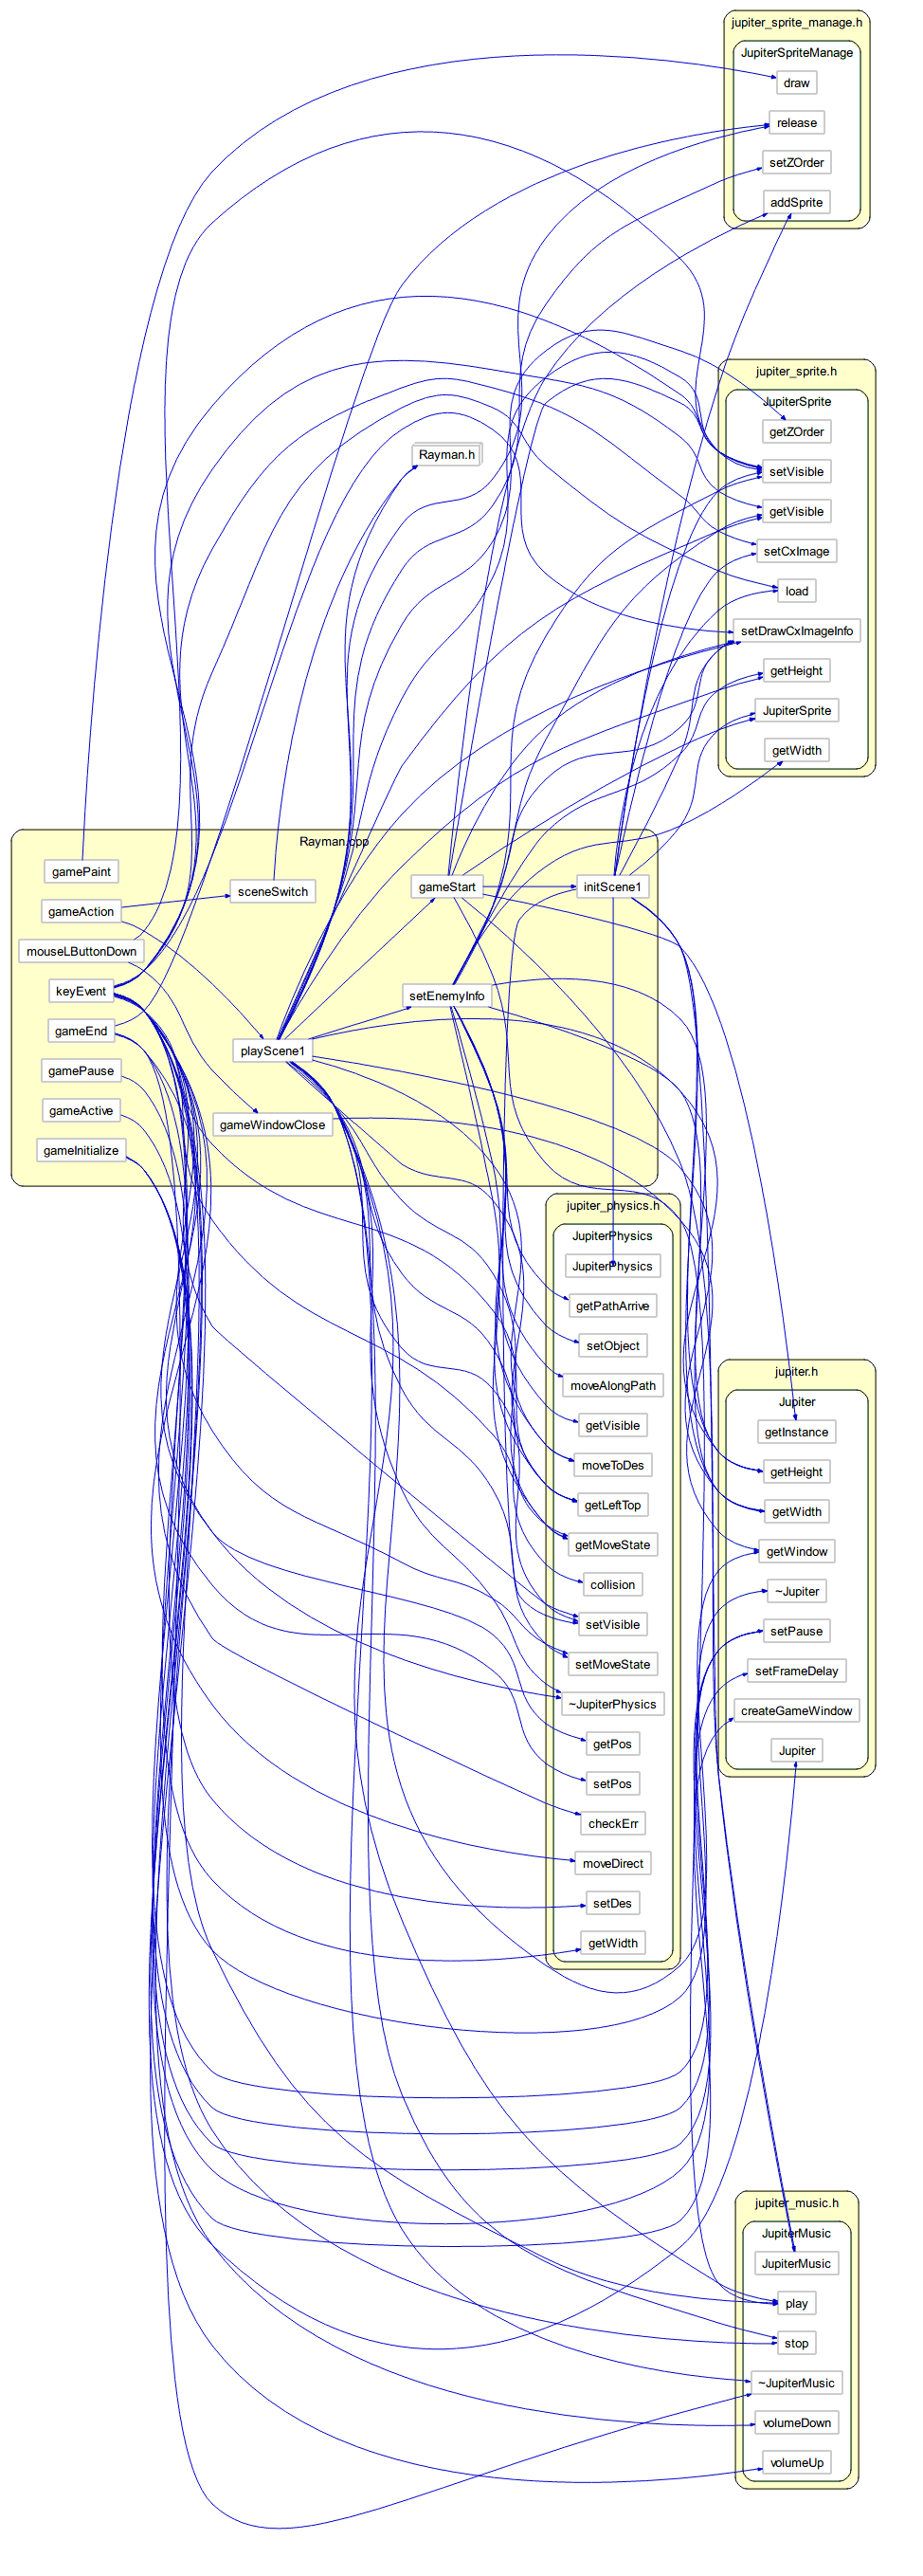 jupiter_sprite_manage.h
JupiterSpriteManage
draw
release
setZOrder
addSprite
jupiter_sprite.h
JupiterSprite
getZOrder
setVisible
getVisible
setCxImage
load
setDrawCxImageInfo
getHeight
JupiterSprite
getWidth
Rayman.h
Rayman.cpp
gamePaint
gameAction
mouseLButtonDown
keyEvent
gameEnd
gamePause
gameActive
gameInitialize
sceneSwitch
playScene1
gameWindowClose
gameStart
setEnemyInfo
initScene1
jupiter_physics.h
JupiterPhysics
JupiterPhysics
getPathArrive
setObject
moveAlongPath
getVisible
moveToDes
getLeftTop
getMoveState
collision
setVisible
setMoveState
~JupiterPhysics
getPos
setPos
checkErr
moveDirect
setDes
getWidth
jupiter.h
Jupiter
getInstance
getHeight
getWidth
getWindow
~Jupiter
setPause
setFrameDelay
createGameWindow
Jupiter
jupiter_music.h
JupiterMusic
JupiterMusic
play
stop
~JupiterMusic
volumeDown
volumeUp